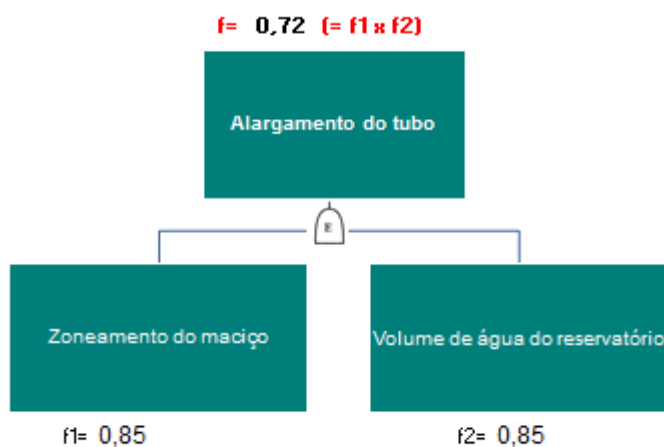 f= 0,72 (= f1 x f2)
Alargamento do tubo
E
Zoneamento do maciço
Volume de água do reservatório
f1= 0,85
f2= 0,85